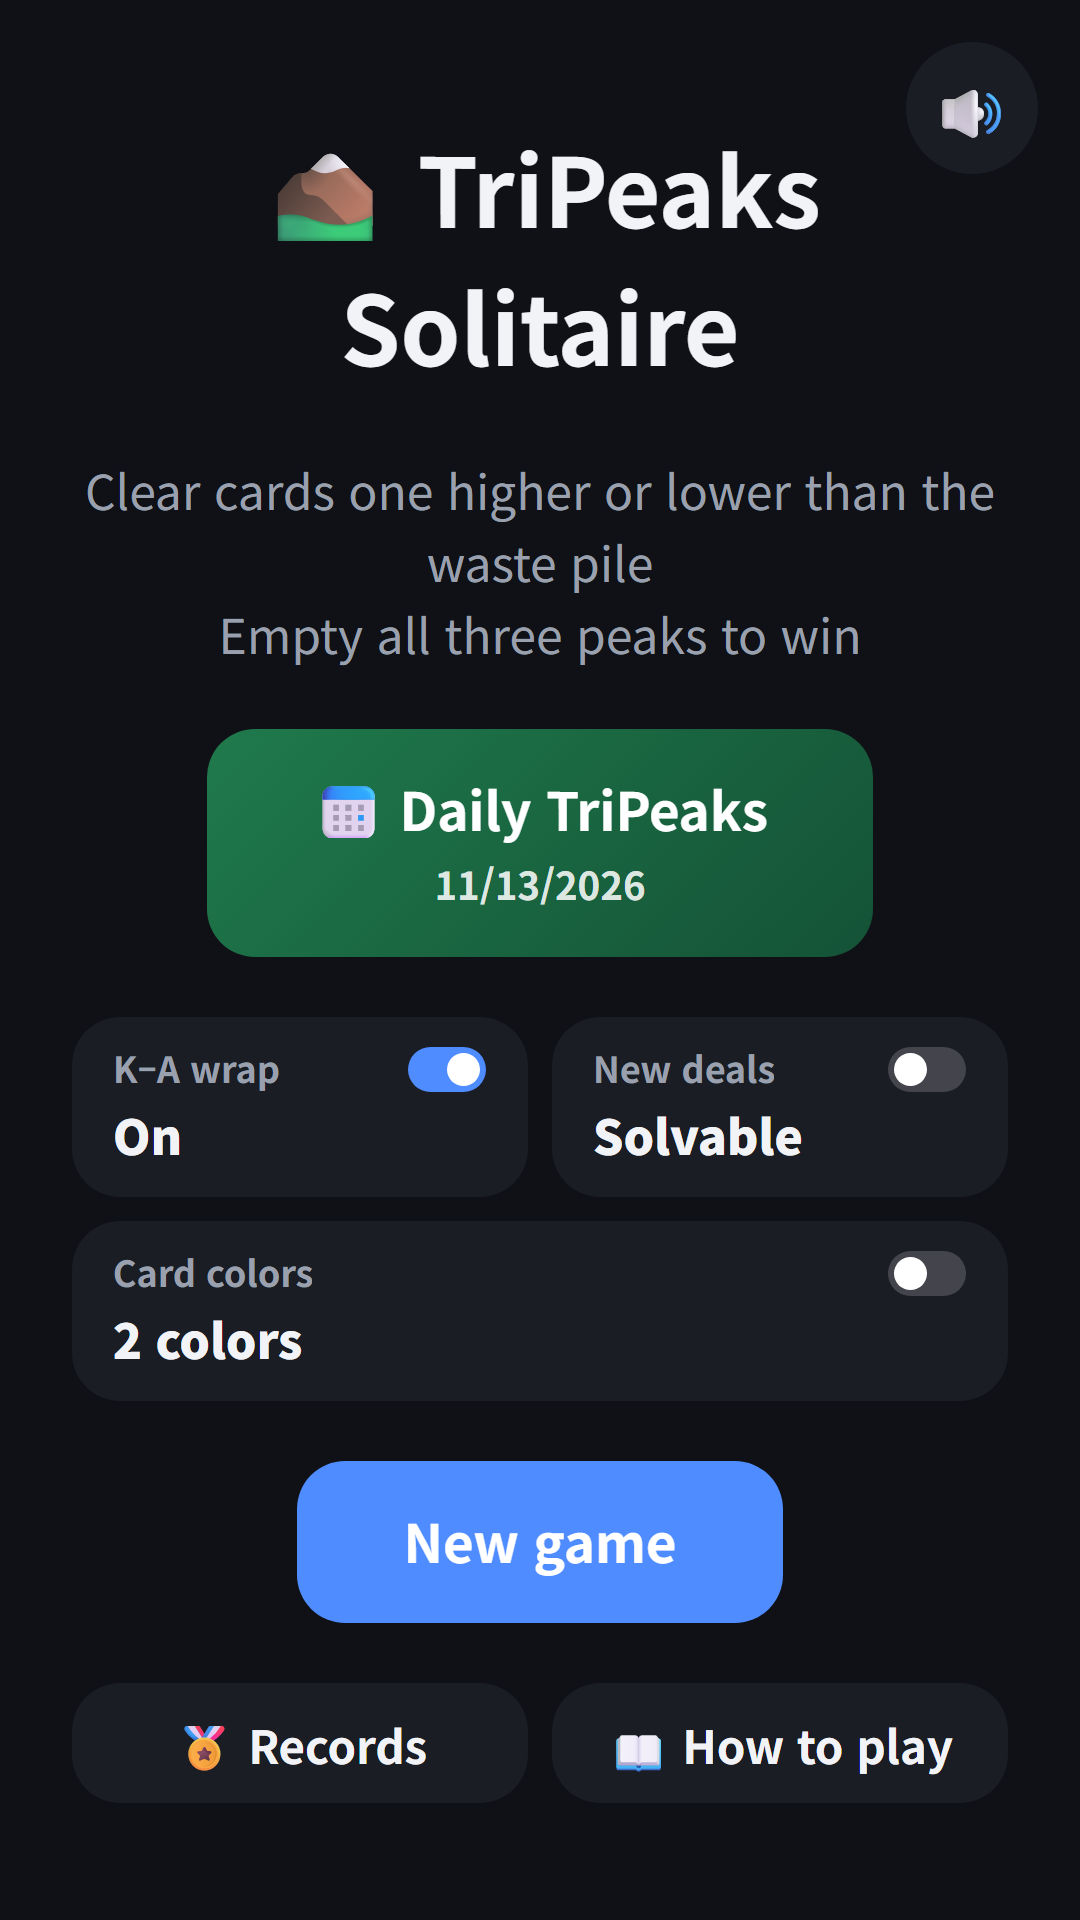 TriPeaks
Solitaire
Clear cards one higher or lower than the
waste pile
Empty all three peaks to win
Daily TriPeaks
11/13/2026
K–A wrap
On
New deals
Solvable
Card colors
2 colors
New game
Records
How to play